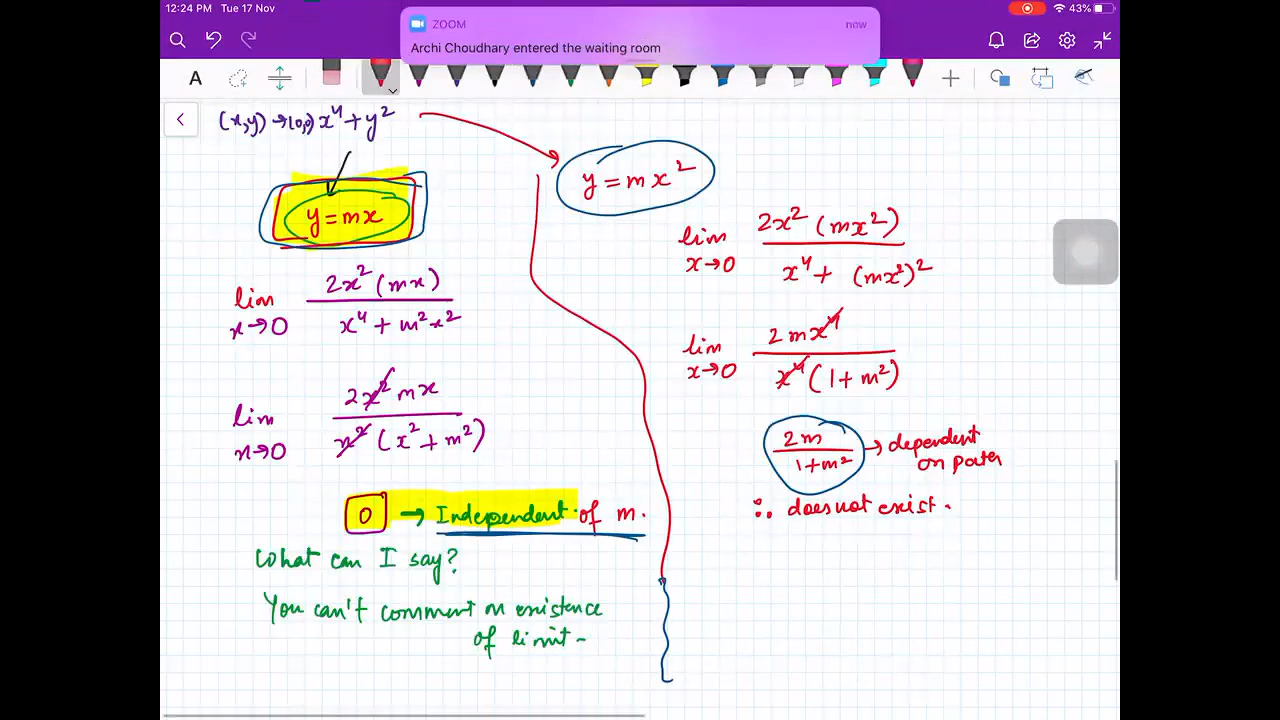 12:24 PM Tue 17 Nov
43%
ZOOM
now
Archi Choudhary entered the waiting room
A
(x,y)→(0,0) x⁴+y²
y=mx
lim x→0 2x²(mx) / x⁴+m²x²
lim x→0 2x²mx / x²(x²+m²)
0 → Independent of m.
What can I say?
You can't comment on existence
of limit-
y=mx²
lim x→0 2x²(mx²) / x⁴+(mx²)²
lim x→0 2mx⁴ / x⁴(1+m²)
2m / 1+m² → dependent
on path
∴ does not exist.